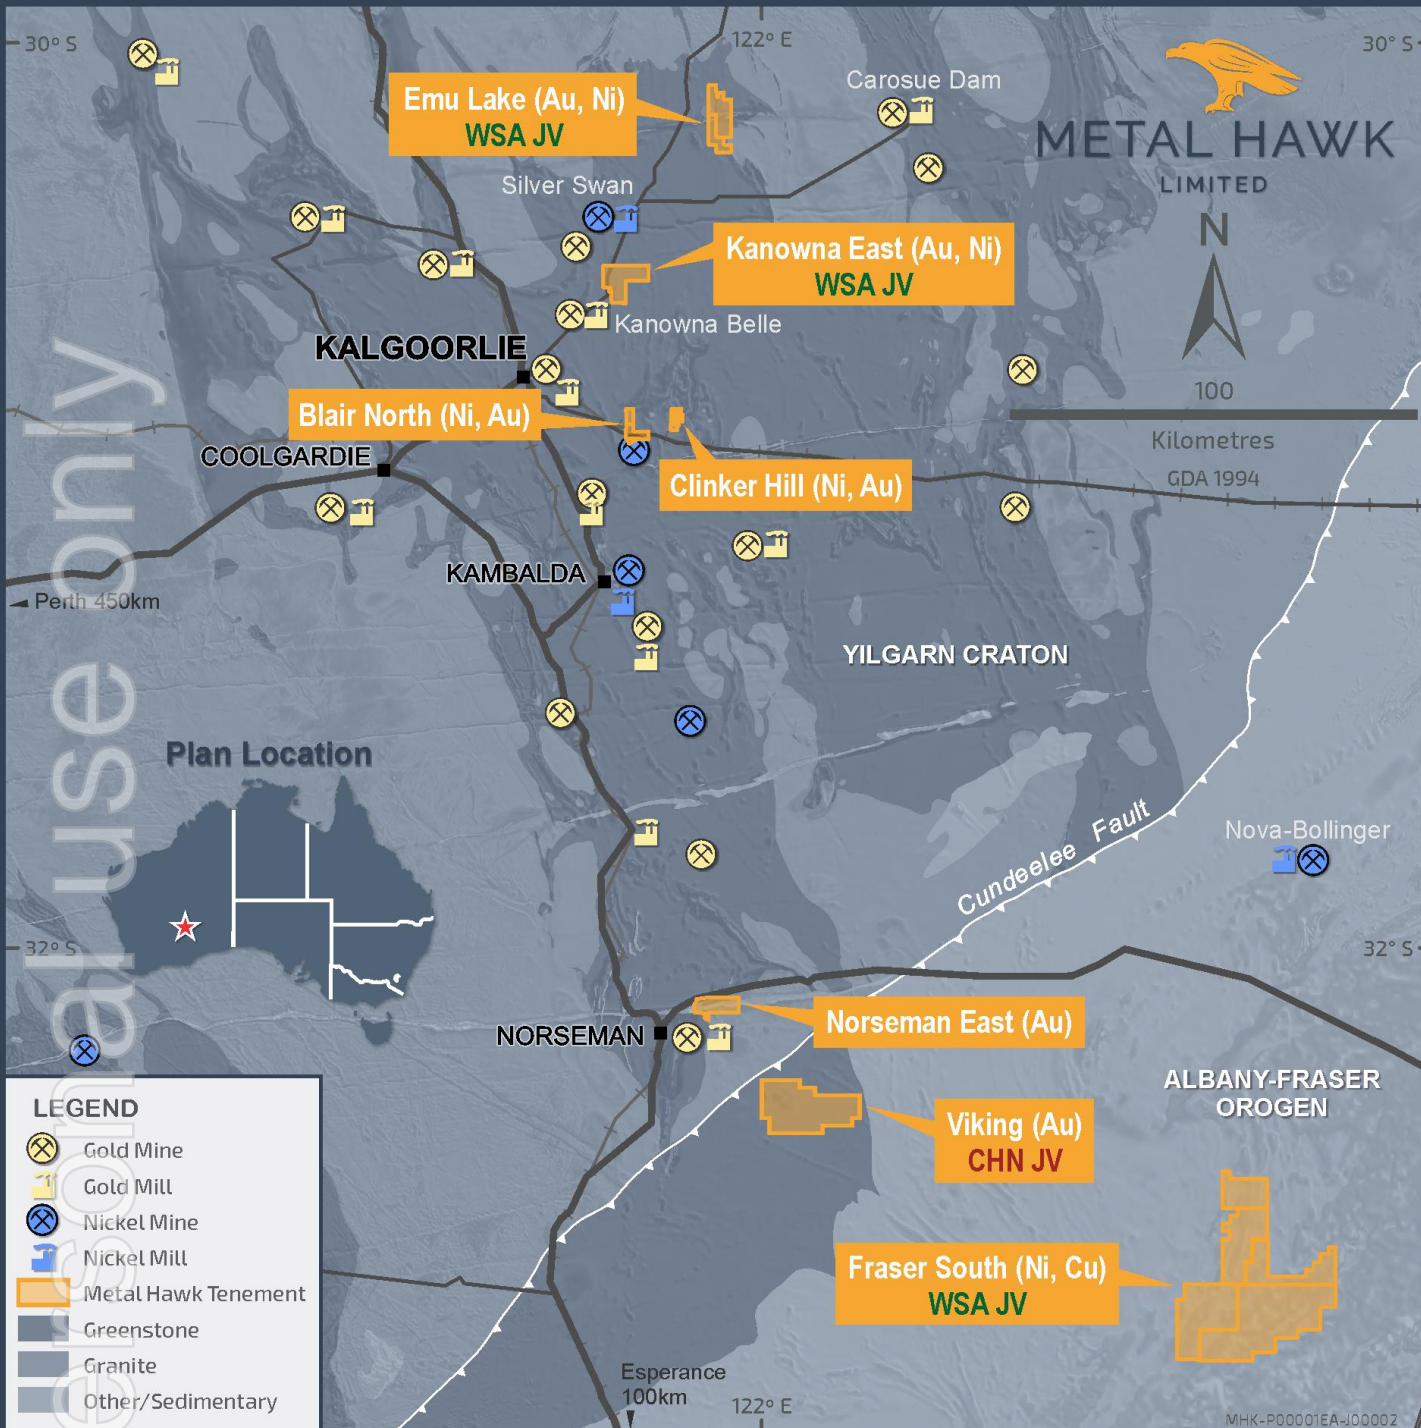 30° S
122° E
30° S
METAL HAWK
LIMITED
N
100
Kilometres
GDA 1994
Emu Lake (Au, Ni)
WSA JV
Carosue Dam
Silver Swan
Kanowna East (Au, Ni)
WSA JV
Kanowna Belle
KALGOORLIE
Blair North (Ni, Au)
COOLGARDIE
Clinker Hill (Ni, Au)
KAMBALDA
Perth 450km
YILGARN CRATON
Plan Location
Cundeelee Fault
Nova-Bollinger
32° S
32° S
NORSEMAN
Norseman East (Au)
ALBANY-FRASER
OROGEN
Viking (Au)
CHN JV
Fraser South (Ni, Cu)
WSA JV
LEGEND
Gold Mine
Gold Mill
Nickel Mine
Nickel Mill
Metal Hawk Tenement
Greenstone
Granite
Other/Sedimentary
Esperance
100km
122° E
MHK-P00001EA-J00002
ersonal use only